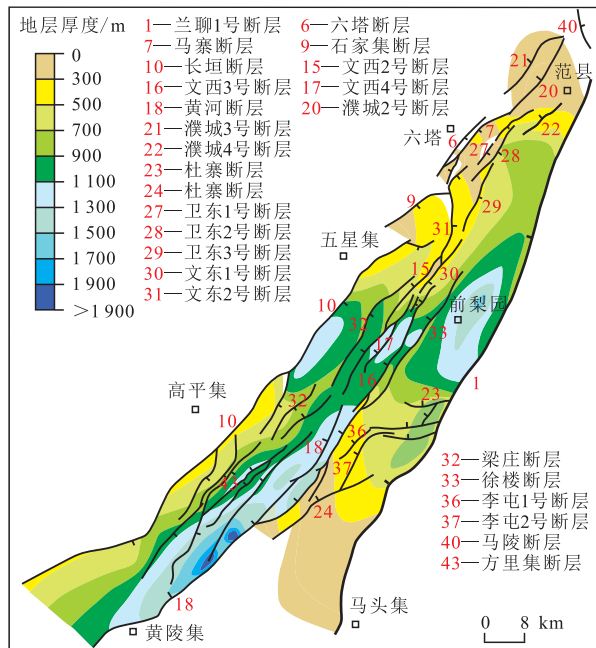 地层厚度/m
0
300
500
700
900
1 100
1 300
1 500
1700
1 900
>1 900
1—兰聊1号断层
7—马寨断层
10—长垣断层
16—文西3号断层
18—黄河断层
21—濮城3号断层
22—濮城4号断层
23—杜寨断层
24—杜寨断层
27—卫东1号断层
28—卫东2号断层
29—卫东3号断层
30—文东1号断层
31—文东2号断层
6—六塔断层
9—石家集断层
15—文西2号断层
17—文西4号断层
20—濮城2号断层
40
21
范县
20
六塔
7
6
27
22
28
9
29
31
五星集
15
30
10
32
前梨园
33
17
16
1
高平集
23
32
10
36
18
33
37
24
32—梁庄断层
33—徐楼断层
36—李屯1号断层
37—李屯2号断层
40—马陵断层
43—方里集断层
18
黄陵集
马头集
0 8 km